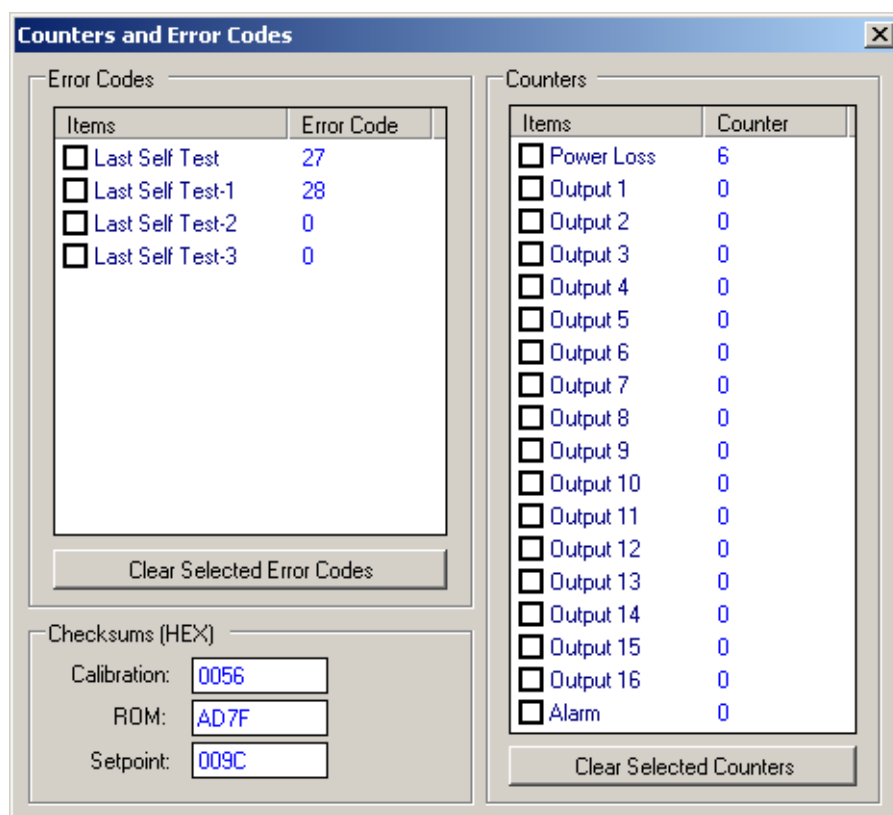 Counters and Error Codes
Error Codes
Items Error Code
Last Self Test 27
Last Self Test-1 28
Last Self Test-2 0
Last Self Test-3 0
Clear Selected Error Codes
Checksums (HEX)
Calibration: 0056
ROM: AD7F
Setpoint: 009C
Counters
Items Counter
Power Loss 6
Output 1 0
Output 2 0
Output 3 0
Output 4 0
Output 5 0
Output 6 0
Output 7 0
Output 8 0
Output 9 0
Output 10 0
Output 11 0
Output 12 0
Output 13 0
Output 14 0
Output 15 0
Output 16 0
Alarm 0
Clear Selected Counters